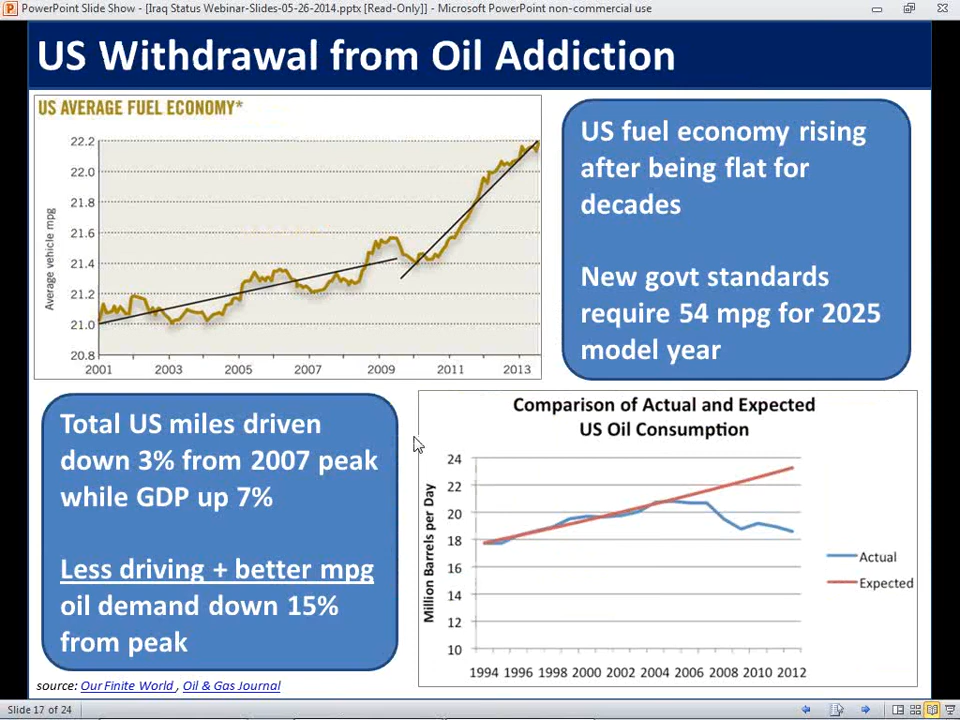 PowerPoint Slide Show - [Iraq Status Webinar-Slides-05-26-2014.pptx [Read-Only]] - Microsoft PowerPoint non-commercial use
US Withdrawal from Oil Addiction
US AVERAGE FUEL ECONOMY*
Average vehicle mpg
22.2
22.0
21.8
21.6
21.4
21.2
21.0
20.8
2001 2003 2005 2007 2009 2011 2013
US fuel economy rising
after being flat for
decades
New govt standards
require 54 mpg for 2025
model year
Total US miles driven
down 3% from 2007 peak
while GDP up 7%
Less driving + better mpg
oil demand down 15%
from peak
Comparison of Actual and Expected
US Oil Consumption
Million Barrels per Day
24
22
20
18
16
14
12
10
1994 1996 1998 2000 2002 2004 2006 2008 2010 2012
Actual
Expected
source: Our Finite World , Oil & Gas Journal
Slide 17 of 24